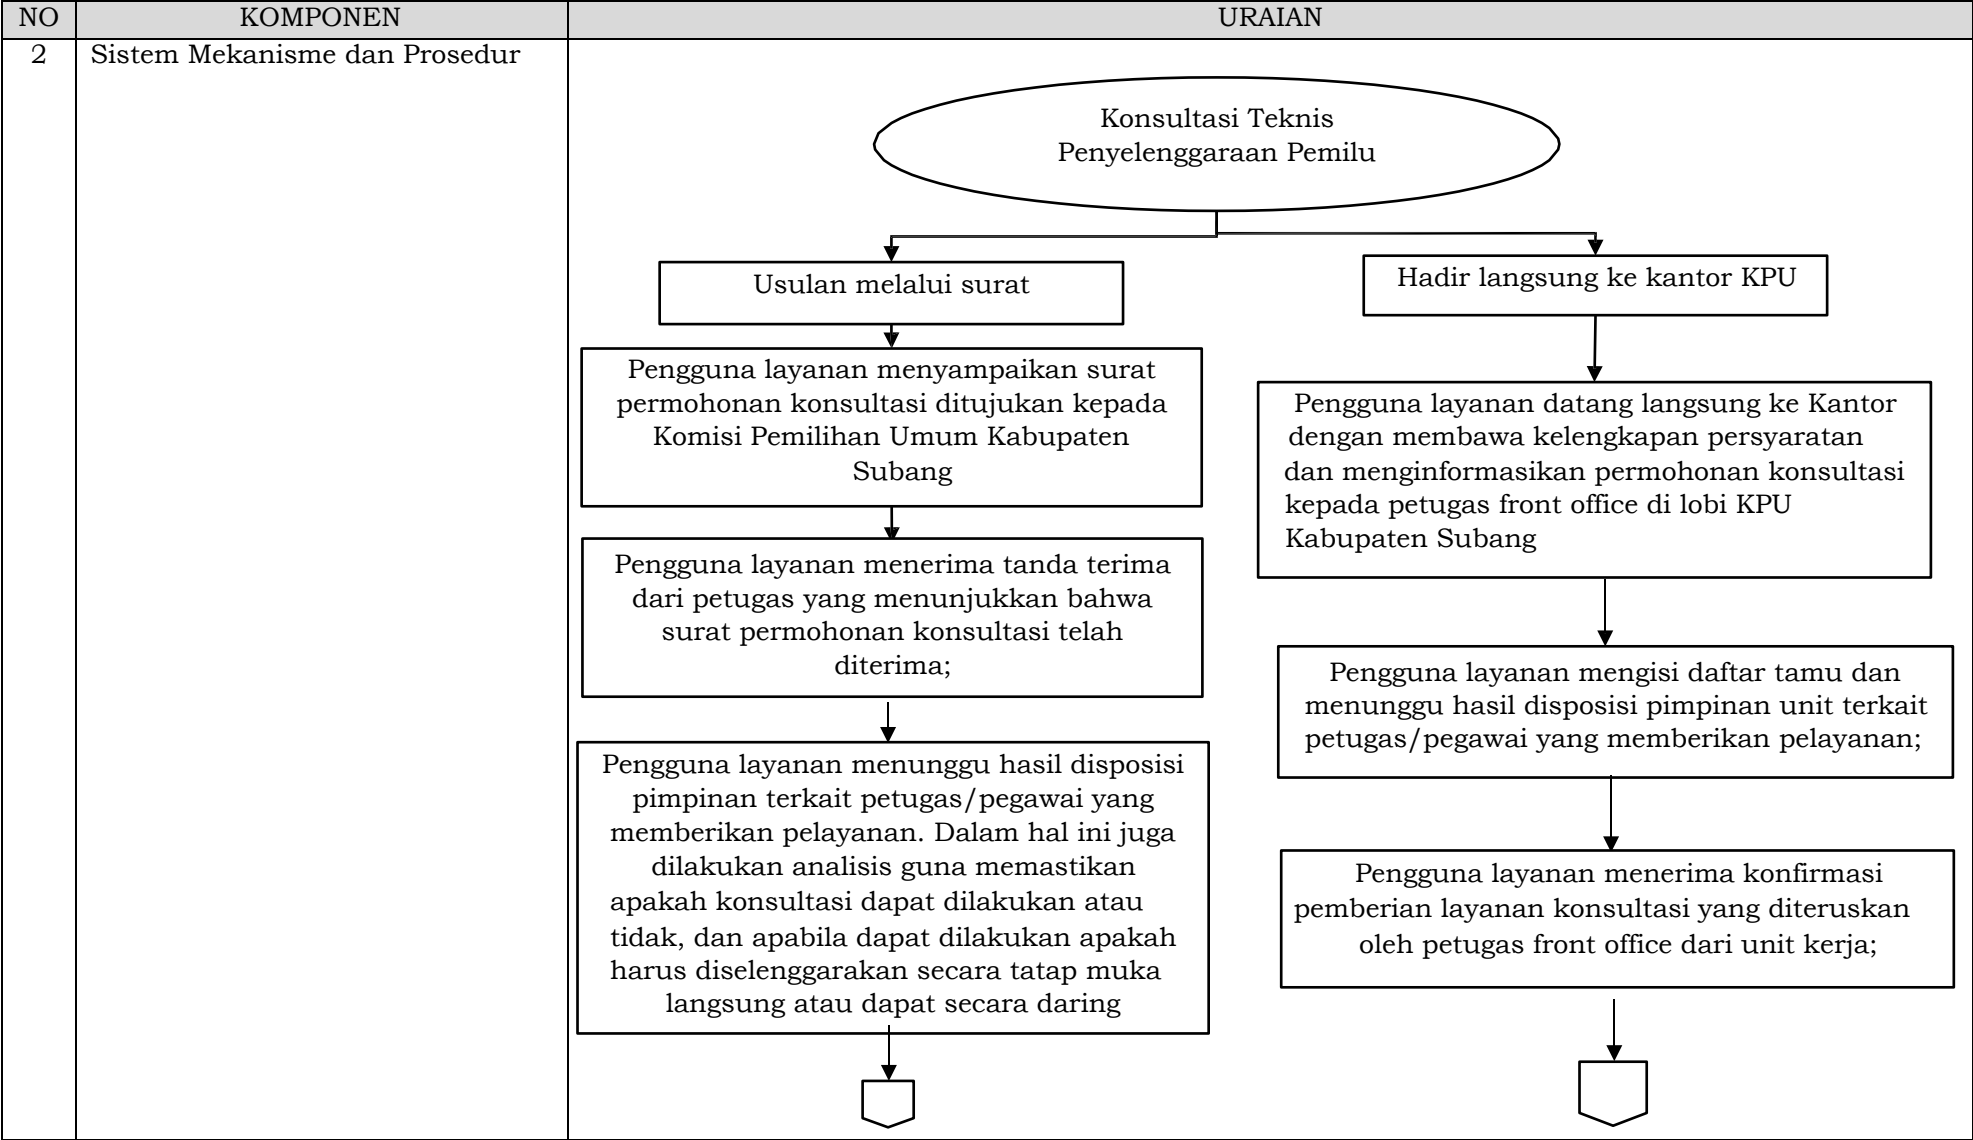 NO KOMPONEN URAIAN
2 Sistem Mekanisme dan Prosedur
Konsultasi Teknis
Penyelenggaraan Pemilu
Usulan melalui surat
Pengguna layanan menyampaikan surat
permohonan konsultasi ditujukan kepada
Komisi Pemilihan Umum Kabupaten
Subang
Pengguna layanan menerima tanda terima
dari petugas yang menunjukkan bahwa
surat permohonan konsultasi telah
diterima;
Pengguna layanan menunggu hasil disposisi
pimpinan terkait petugas/pegawai yang
memberikan pelayanan. Dalam hal ini juga
dilakukan analisis guna memastikan
apakah konsultasi dapat dilakukan atau
tidak, dan apabila dapat dilakukan apakah
harus diselenggarakan secara tatap muka
langsung atau dapat secara daring
Hadir langsung ke kantor KPU
Pengguna layanan datang langsung ke Kantor
dengan membawa kelengkapan persyaratan
dan menginformasikan permohonan konsultasi
kepada petugas front office di lobi KPU
Kabupaten Subang
Pengguna layanan mengisi daftar tamu dan
menunggu hasil disposisi pimpinan unit terkait
petugas/pegawai yang memberikan pelayanan;
Pengguna layanan menerima konfirmasi
pemberian layanan konsultasi yang diteruskan
oleh petugas front office dari unit kerja;